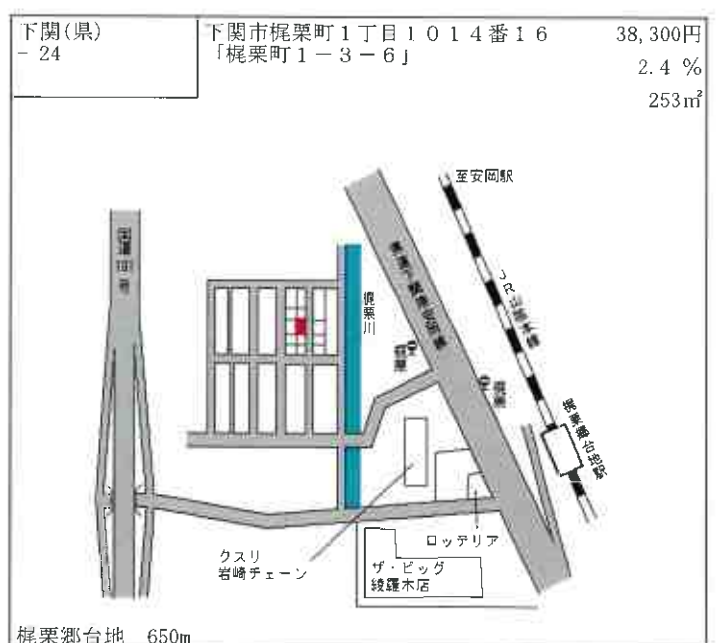 下関(県)
- 24
下関市梶栗町1丁目1014番16
「梶栗町1-3-6」
38,300円
2.4 %
253㎡
至安岡駅
梶栗川
JR山陰本線
梶栗郷台地駅
クスリ
岩崎チェーン
ロッテリア
ザ・ビッグ
綾羅木店
梶栗郷台地 650m